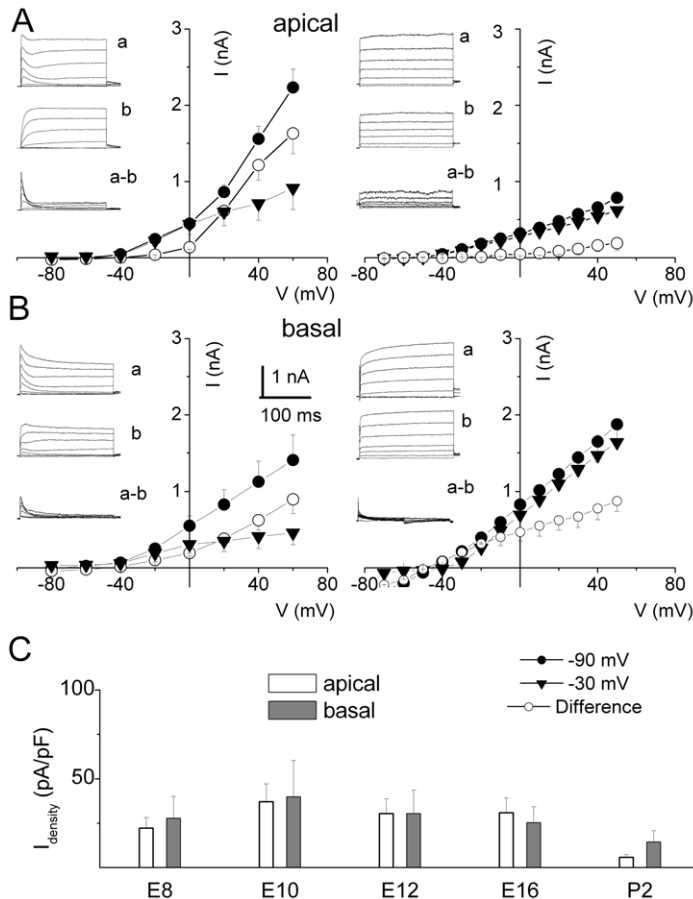 A
apical
a
b
a-b
I (nA)
3
2
1
-80 -40 0 40 80
V (mV)
a
b
a-b
I (nA)
3
2
1
-80 -40 0 40 80
V (mV)
B
basal
a
b
a-b
1 nA
100 ms
I (nA)
3
2
1
-80 -40 0 40 80
V (mV)
a
b
a-b
I (nA)
3
2
1
-80 -40 0 40 80
V (mV)
C
I density (pA/pF)
100
50
apical
basal
-90 mV
-30 mV
Difference
E8 E10 E12 E16 P2